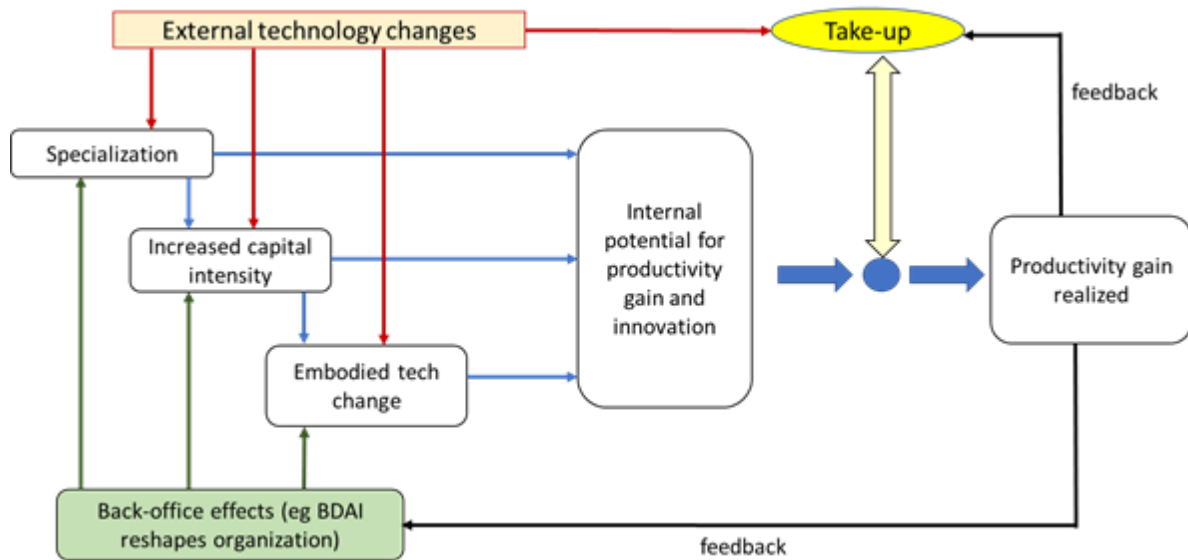 External technology changes
Take-up
feedback
Specialization
Increased capital
intensity
Embodied tech
change
Internal
potential for
productivity
gain and
innovation
Productivity gain
realized
Back-office effects (eg BDAI
reshapes organization)
feedback